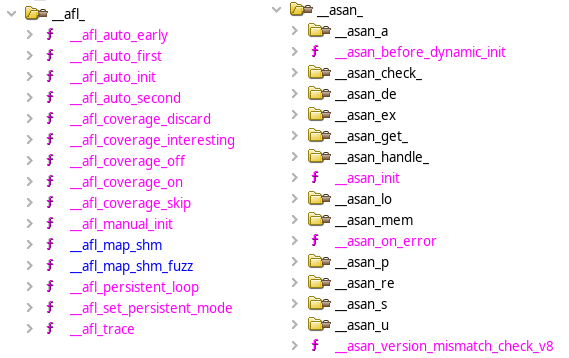 __afl_
__afl_auto_early
__afl_auto_first
__afl_auto_init
__afl_auto_second
__afl_coverage_discard
__afl_coverage_interesting
__afl_coverage_off
__afl_coverage_on
__afl_coverage_skip
__afl_manual_init
__afl_map_shm
__afl_map_shm_fuzz
__afl_persistent_loop
__afl_set_persistent_mode
__afl_trace
__asan_
__asan_a
__asan_before_dynamic_init
__asan_check_
__asan_de
__asan_ex
__asan_get_
__asan_handle_
__asan_init
__asan_lo
__asan_mem
__asan_on_error
__asan_p
__asan_re
__asan_s
__asan_u
__asan_version_mismatch_check_v8